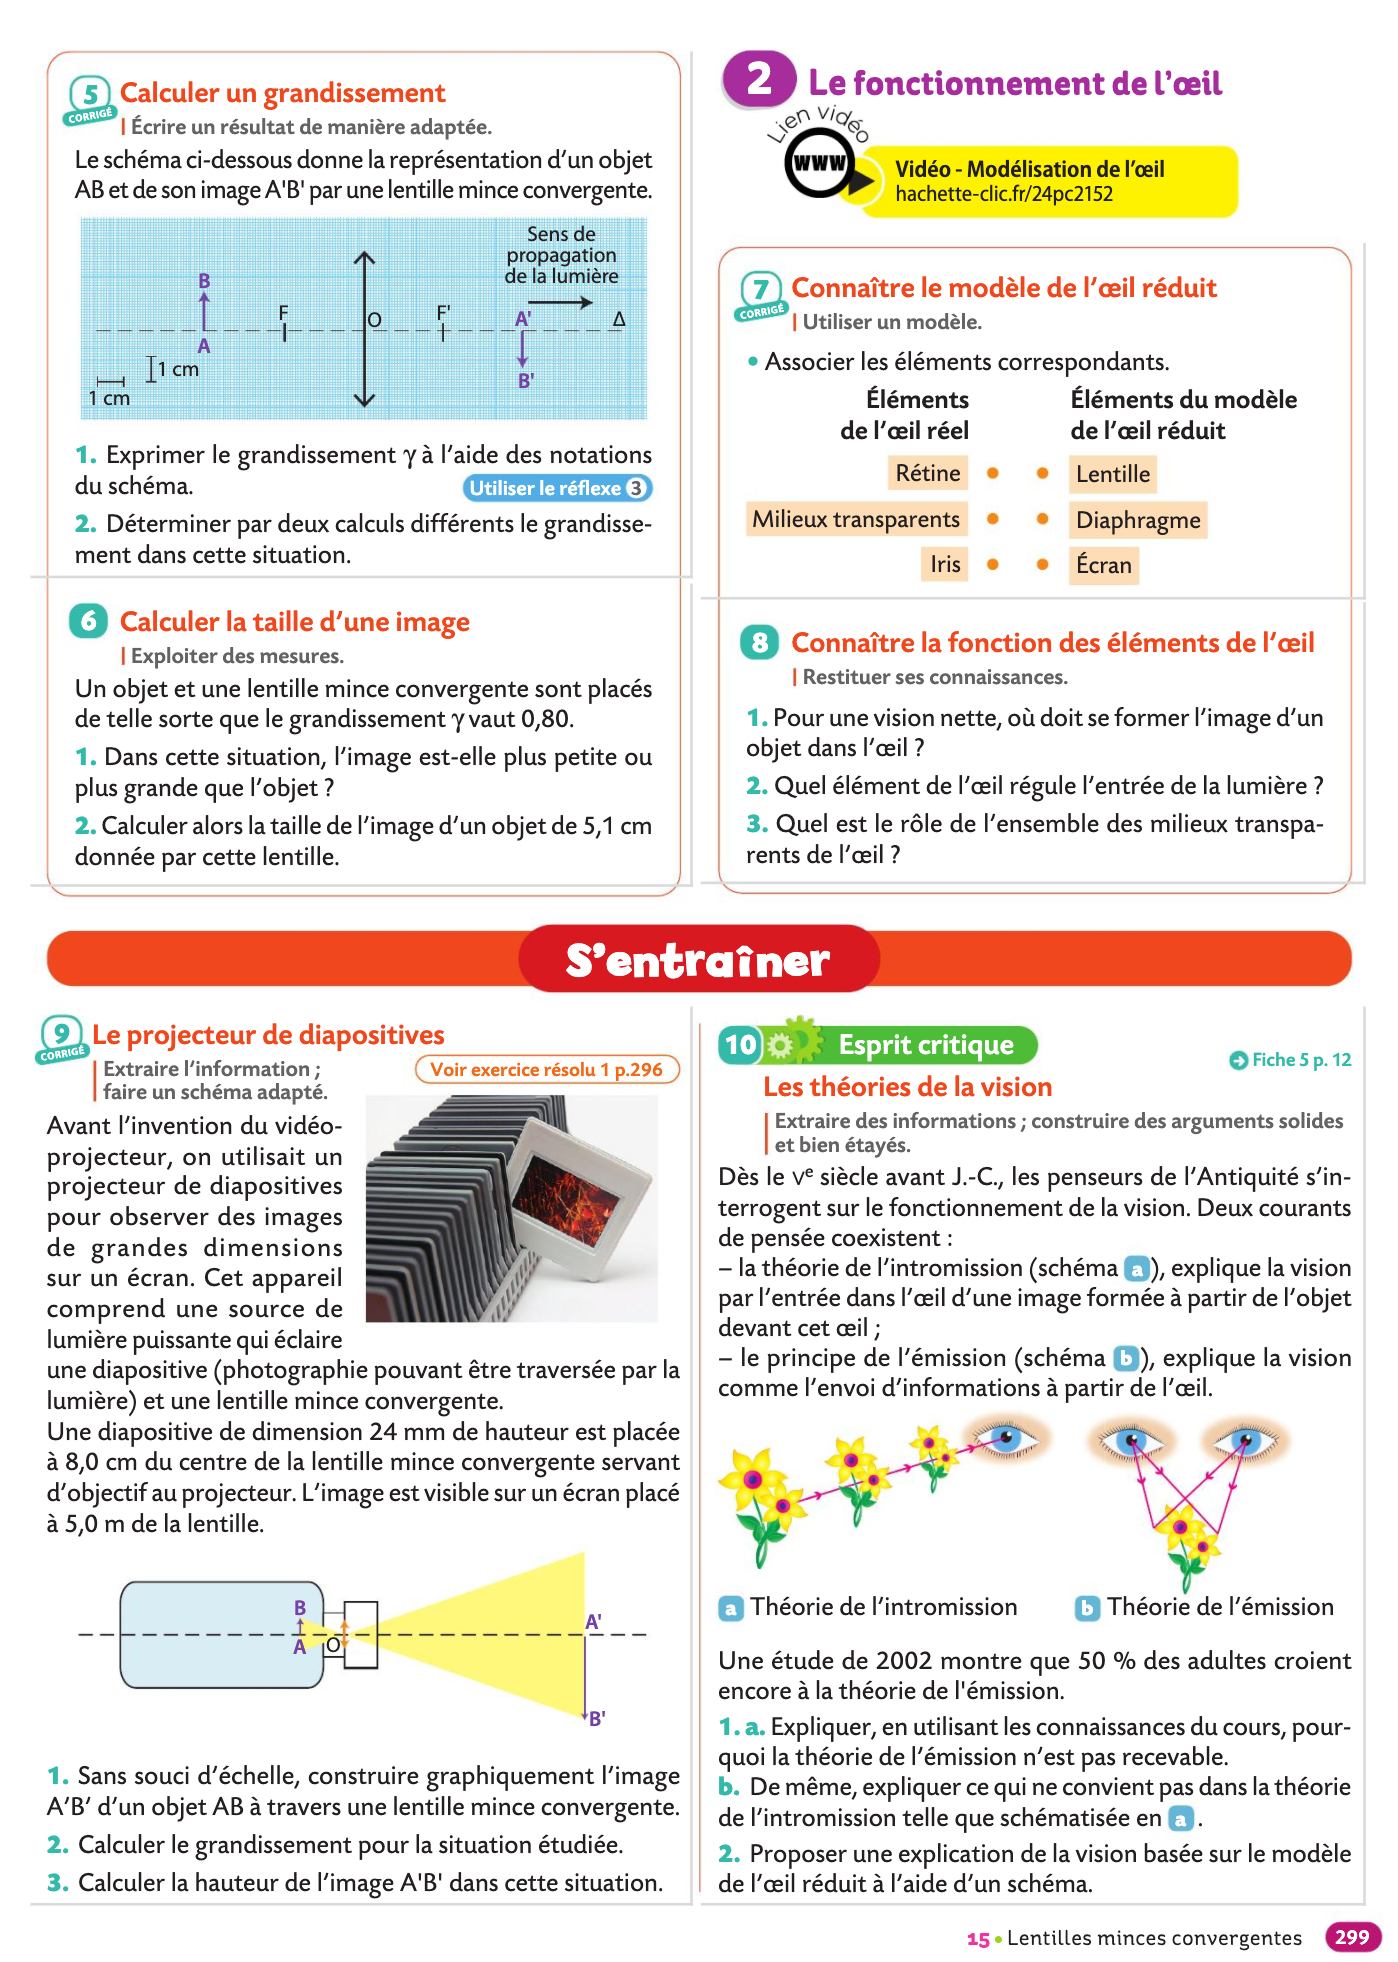 5 Calculer un grandissement
CORRIGÉ
Écrire un résultat de manière adaptée.
Le schéma ci-dessous donne la représentation d'un objet
AB et de son image A'B' par une lentille mince convergente.
Sens de
propagation
de la lumière
B
F
O
F'
A'
Δ
A
1 cm
B'
1 cm
1. Exprimer le grandissement γ à l'aide des notations
du schéma.
Utiliser le réflexe 3
2. Déterminer par deux calculs différents le grandisse-
ment dans cette situation.
6 Calculer la taille d'une image
Exploiter des mesures.
Un objet et une lentille mince convergente sont placés
de telle sorte que le grandissement γ vaut 0,80.
1. Dans cette situation, l'image est-elle plus petite ou
plus grande que l'objet ?
2. Calculer alors la taille de l'image d'un objet de 5,1 cm
donnée par cette lentille.
2 Le fonctionnement de l'œil
Lien vidéo
www
Vidéo - Modélisation de l'œil
hachette-clic.fr/24pc2152
7 Connaître le modèle de l'œil réduit
CORRIGÉ
Utiliser un modèle.
• Associer les éléments correspondants.
Éléments
de l'œil réel
Éléments du modèle
de l'œil réduit
Rétine • • Lentille
Milieux transparents • • Diaphragme
Iris • • Écran
8 Connaître la fonction des éléments de l'œil
Restituer ses connaissances.
1. Pour une vision nette, où doit se former l'image d'un
objet dans l'œil ?
2. Quel élément de l'œil régule l'entrée de la lumière ?
3. Quel est le rôle de l'ensemble des milieux transpa-
rents de l'œil ?
S'entraîner
9 Le projecteur de diapositives
CORRIGÉ
Extraire l'information ;
faire un schéma adapté.
Voir exercice résolu 1 p.296
Avant l'invention du vidéo-
projecteur, on utilisait un
projecteur de diapositives
pour observer des images
de grandes dimensions
sur un écran. Cet appareil
comprend une source de
lumière puissante qui éclaire
une diapositive (photographie pouvant être traversée par la
lumière) et une lentille mince convergente.
Une diapositive de dimension 24 mm de hauteur est placée
à 8,0 cm du centre de la lentille mince convergente servant
d'objectif au projecteur. L'image est visible sur un écran placé
à 5,0 m de la lentille.
B
A
O
A'
B'
1. Sans souci d'échelle, construire graphiquement l'image
A'B' d'un objet AB à travers une lentille mince convergente.
2. Calculer le grandissement pour la situation étudiée.
3. Calculer la hauteur de l'image A'B' dans cette situation.
10 Esprit critique
Fiche 5 p. 12
Les théories de la vision
Extraire des informations ; construire des arguments solides
et bien étayés.
Dès le Ve siècle avant J.-C., les penseurs de l'Antiquité s'in-
terrogent sur le fonctionnement de la vision. Deux courants
de pensée coexistent :
– la théorie de l'intromission (schéma a), explique la vision
par l'entrée dans l'œil d'une image formée à partir de l'objet
devant cet œil ;
– le principe de l'émission (schéma b), explique la vision
comme l'envoi d'informations à partir de l'œil.
a Théorie de l'intromission
b Théorie de l'émission
Une étude de 2002 montre que 50 % des adultes croient
encore à la théorie de l'émission.
1. a. Expliquer, en utilisant les connaissances du cours, pour-
quoi la théorie de l'émission n'est pas recevable.
b. De même, expliquer ce qui ne convient pas dans la théorie
de l'intromission telle que schématisée en a .
2. Proposer une explication de la vision basée sur le modèle
de l'œil réduit à l'aide d'un schéma.
15 • Lentilles minces convergentes 299